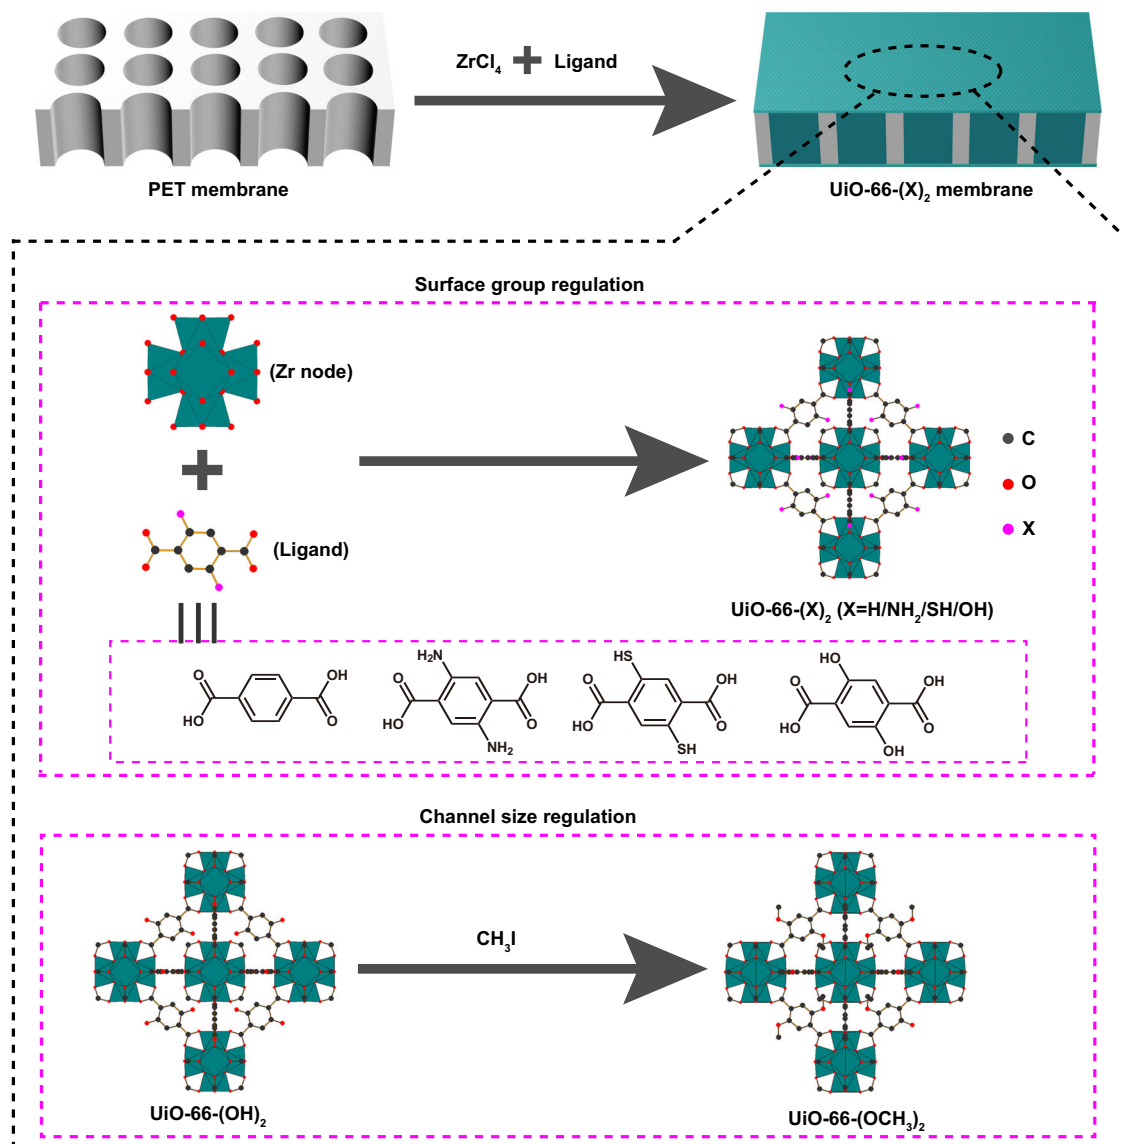 ZrCl₄ + Ligand
PET membrane
UiO-66-(X)₂ membrane
Surface group regulation
(Zr node)
+
(Ligand)
C
O
X
UiO-66-(X)₂ (X=H/NH₂/SH/OH)
O
OH
HO
O
H₂N
O
OH
HO
O
NH₂
HS
O
OH
HO
O
SH
HO
O
OH
HO
O
OH
Channel size regulation
CH₃I
UiO-66-(OH)₂
UiO-66-(OCH₃)₂